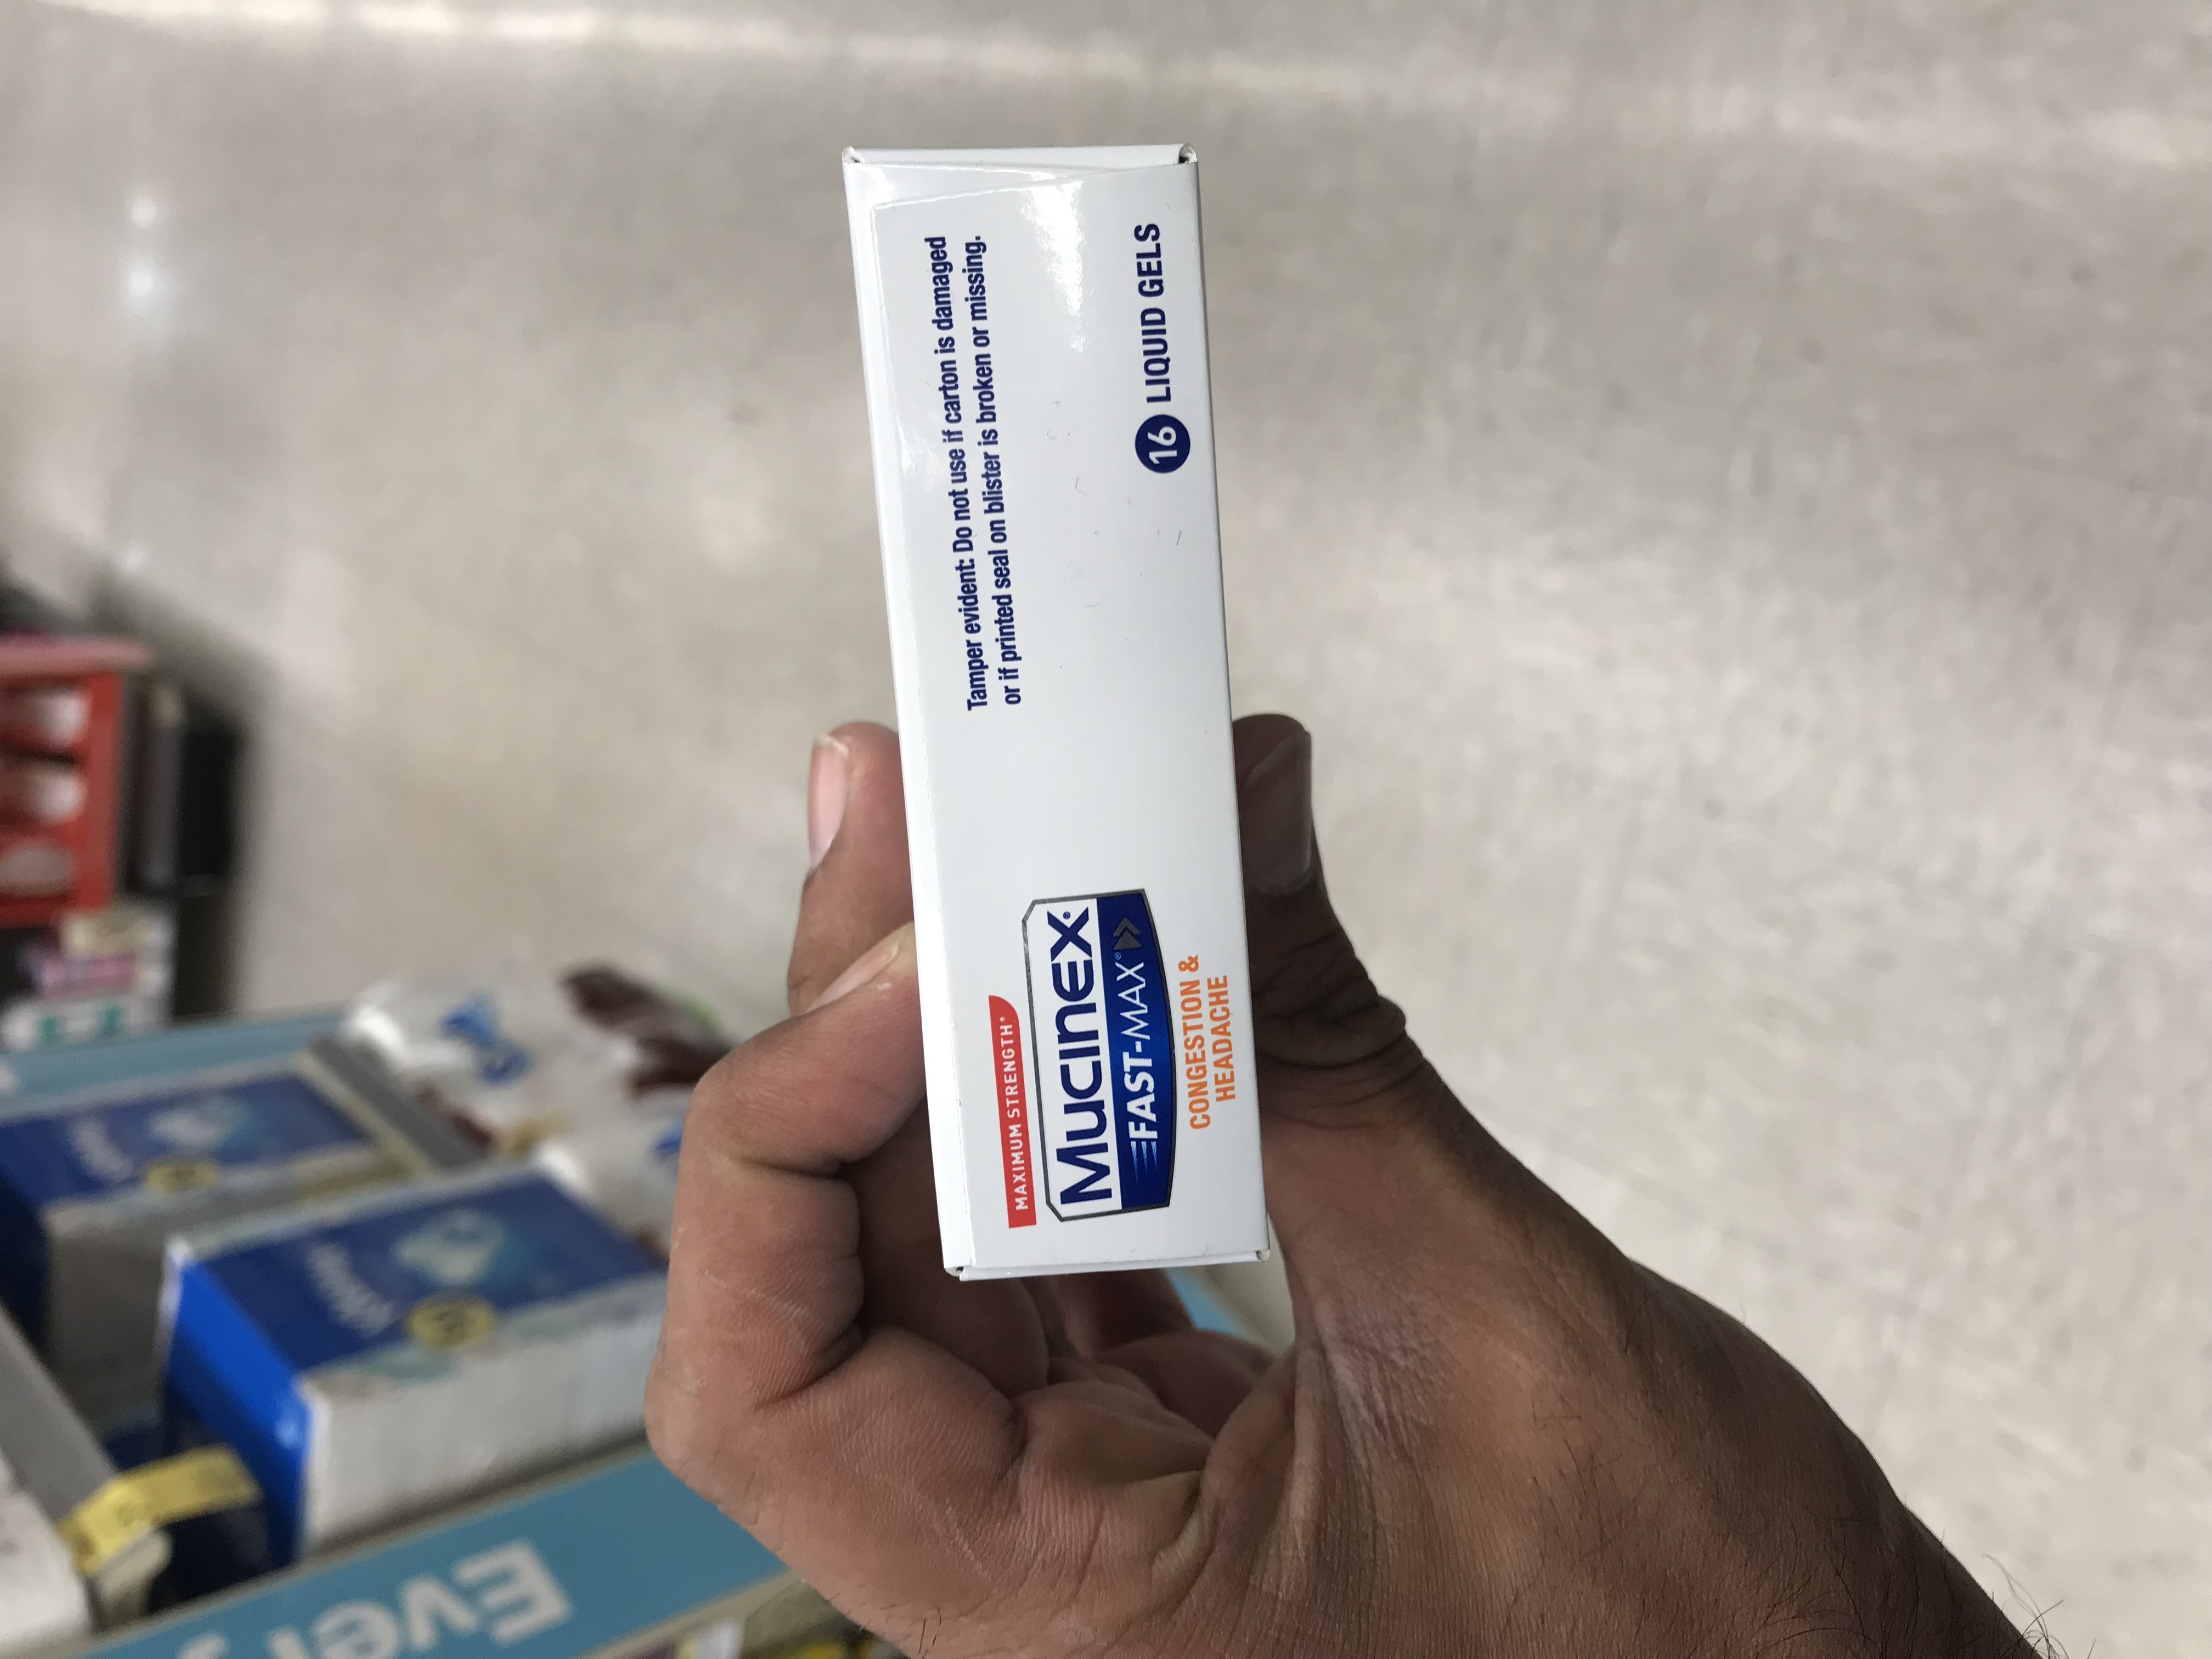 Ever
MAXIMUM STRENGTH*
Mucinex®
FAST-MAX®
CONGESTION &
HEADACHE
Tamper evident: Do not use if carton is damaged
or if printed seal on blister is broken or missing.
16 LIQUID GELS